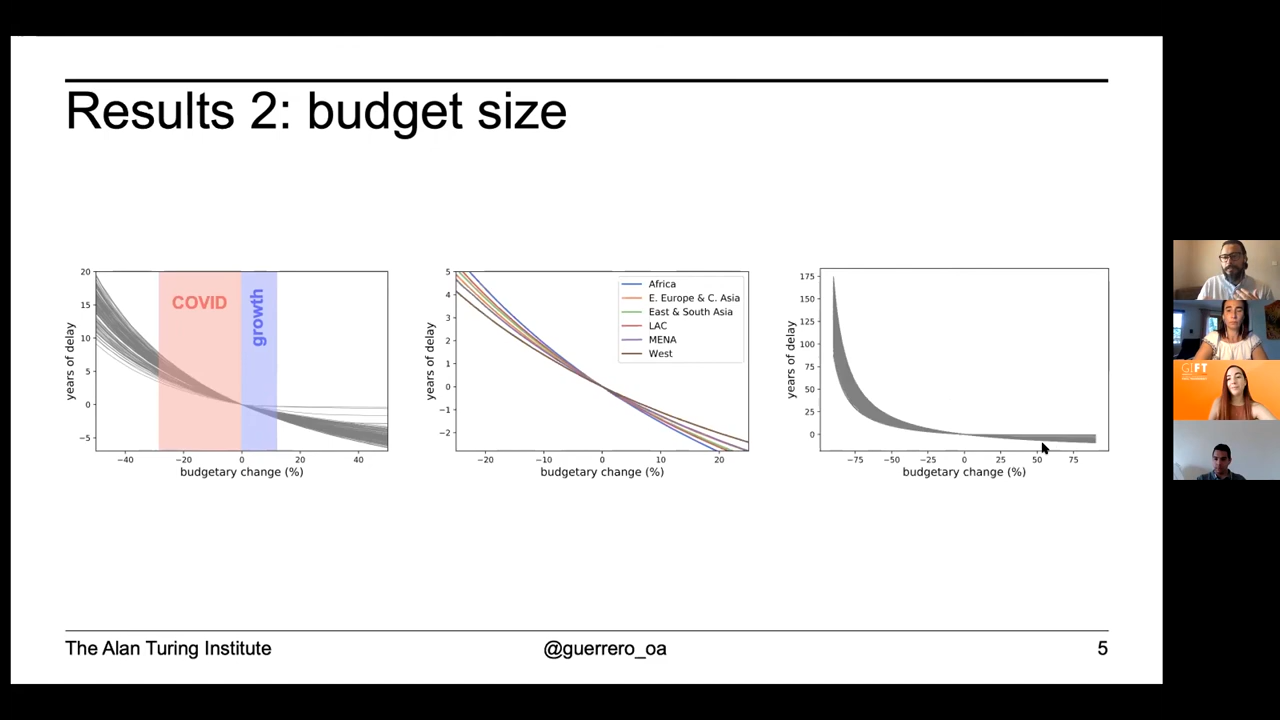 Results 2: budget size
20
15
10
5
0
−5
years of delay
COVID
growth
−40
−20
0
20
40
budgetary change (%)
5
4
3
2
1
0
−1
−2
years of delay
Africa
E. Europe & C. Asia
East & South Asia
LAC
MENA
West
−20
−10
0
10
20
budgetary change (%)
175
150
125
100
75
50
25
0
years of delay
−75
−50
−25
0
25
50
75
budgetary change (%)
GIFT
The Alan Turing Institute
@guerrero_oa
5